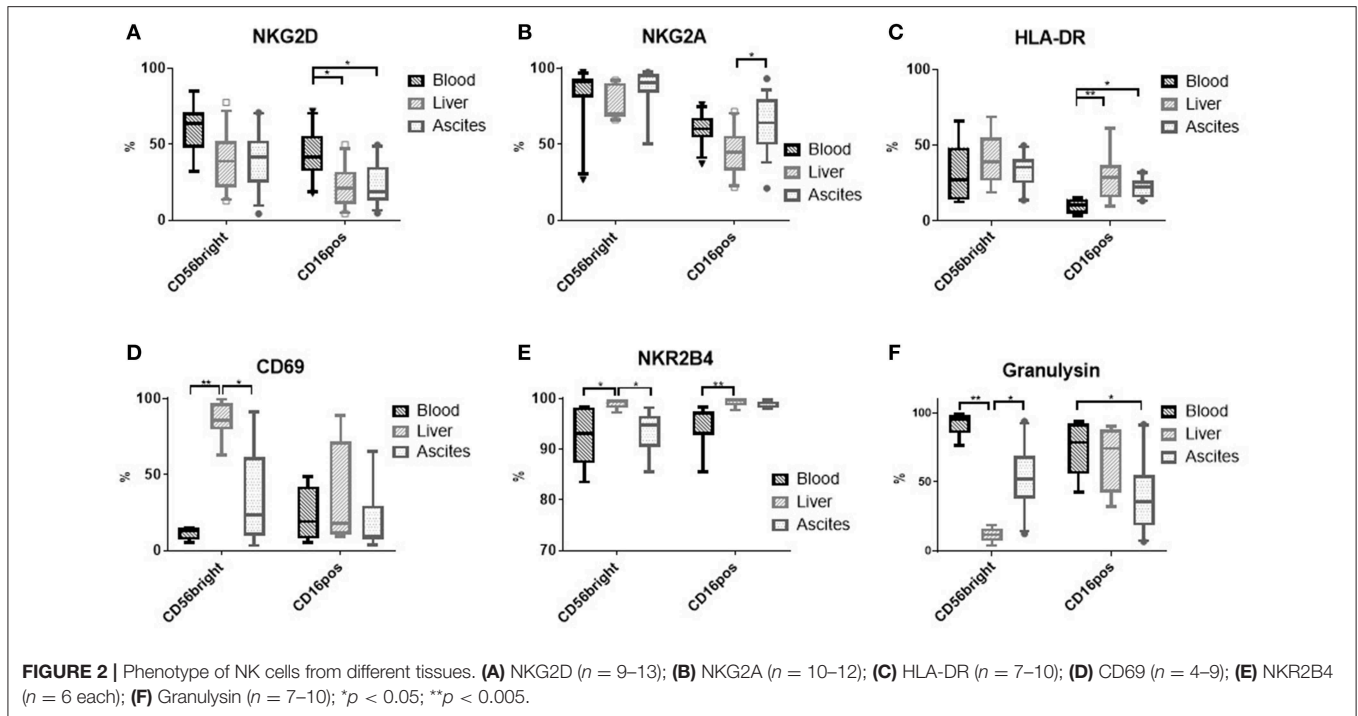 A
NKG2D
100
50
0
%
* *
Blood
Liver
Ascites
CD56bright
CD16pos
B
NKG2A
100
50
0
%
*
Blood
Liver
Ascites
CD56bright
CD16pos
C
HLA-DR
100
50
0
%
** *
Blood
Liver
Ascites
CD56bright
CD16pos
D
CD69
100
50
0
%
** *
Blood
Liver
Ascites
CD56bright
CD16pos
E
NKR2B4
100
90
80
70
%
* * **
Blood
Liver
Ascites
CD56bright
CD16pos
F
Granulysin
100
50
0
%
** * *
Blood
Liver
Ascites
CD56bright
CD16pos
FIGURE 2 | Phenotype of NK cells from different tissues. (A) NKG2D (n = 9–13); (B) NKG2A (n = 10–12); (C) HLA-DR (n = 7–10); (D) CD69 (n = 4–9); (E) NKR2B4
(n = 6 each); (F) Granulysin (n = 7–10); *p < 0.05; **p < 0.005.